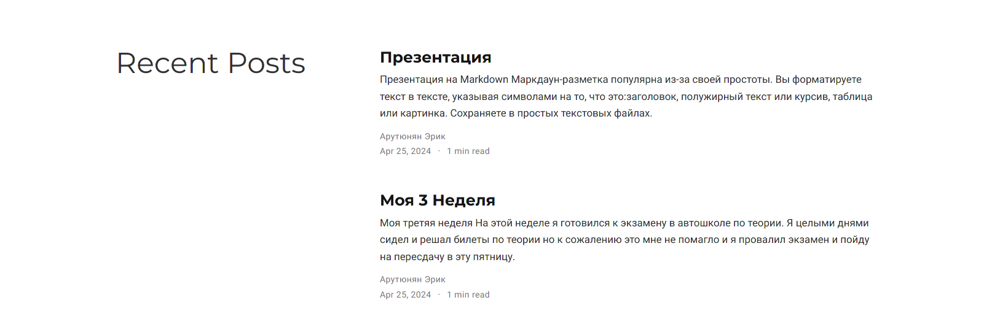 Recent Posts
Презентация
Презентация на Markdown Маркдаун-разметка популярна из-за своей простоты. Вы форматируете
текст в тексте, указывая символами на то, что это:заголовок, полужирный текст или курсив, таблица
или картинка. Сохраняете в простых текстовых файлах.
Арутюнян Эрик
Apr 25, 2024 · 1 min read
Моя 3 Неделя
Моя третяя неделя На этой неделе я готовился к экзамену в автошколе по теории. Я целыми днями
сидел и решал билеты по теории но к сожалению это мне не помагло и я провалил экзамен и пойду
на пересдачу в эту пятницу.
Арутюнян Эрик
Apr 25, 2024 · 1 min read